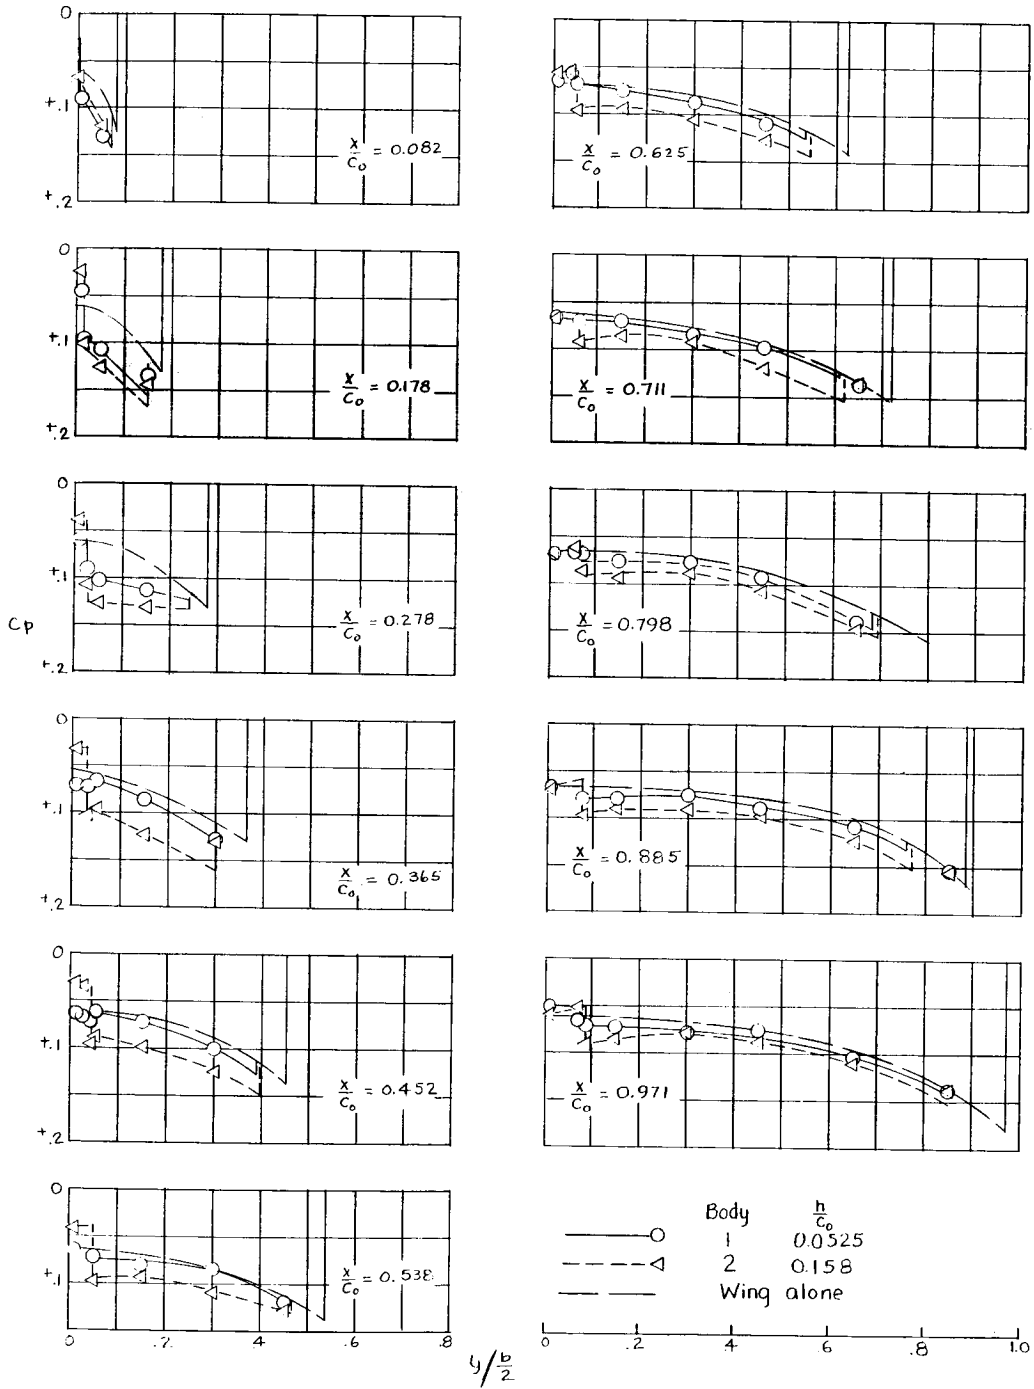 0
+.1
+.2
x/C₀ = 0.082
x/C₀ = 0.625
0
+.1
+.2
x/C₀ = 0.178
x/C₀ = 0.711
0
+.1
+.2
x/C₀ = 0.278
x/C₀ = 0.798
Cp
0
+.1
+.2
x/C₀ = 0.365
x/C₀ = 0.885
0
+.1
+.2
x/C₀ = 0.452
x/C₀ = 0.971
0
+.1
x/C₀ = 0.538
0 .2 .4 .6 .8
Body h/C₀
1 0.0525
2 0.158
Wing alone
0 .2 .4 .6 .8 1.0
y/b/2